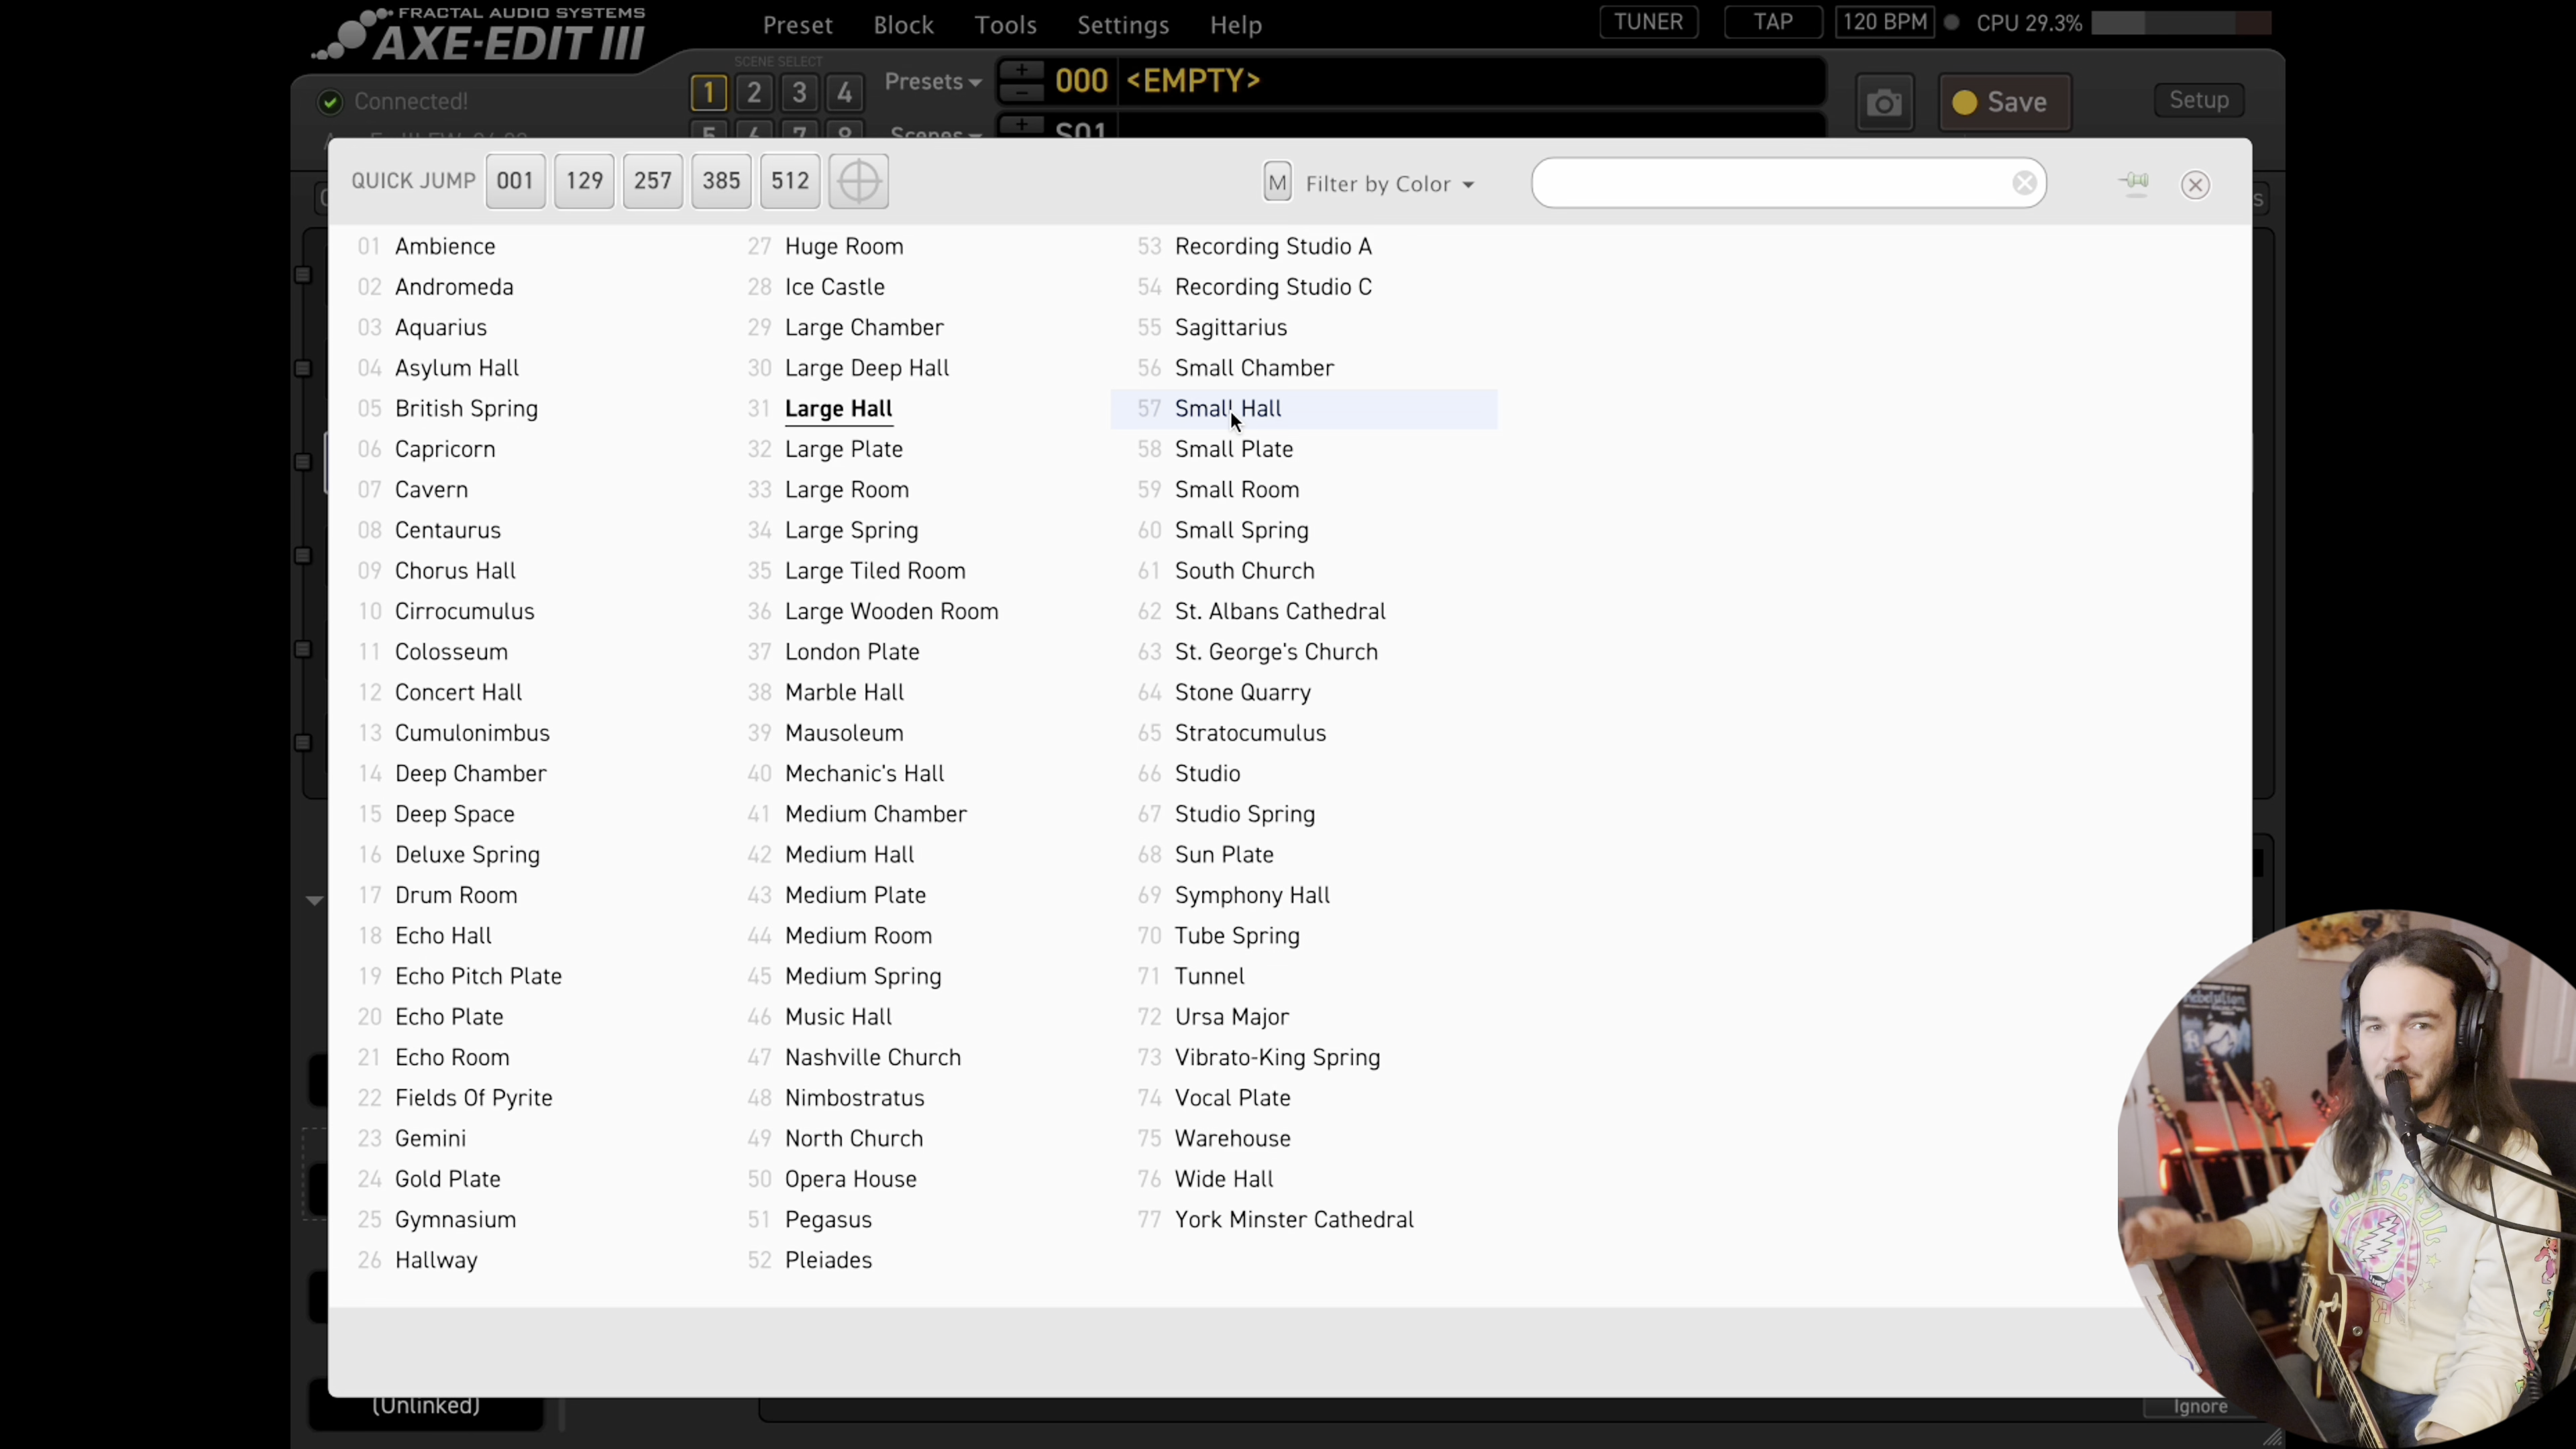 FRACTAL AUDIO SYSTEMS
AXE-EDIT III
Preset Block Tools Settings Help
TUNER TAP 120 BPM CPU 29.3%
SCENE SELECT
Connected!
1 2 3 4
Presets
000 <EMPTY>
Save
Setup
5 6 7 8
Scenes
S01
QUICK JUMP 001 129 257 385 512
M Filter by Color
01 Ambience
02 Andromeda
03 Aquarius
04 Asylum Hall
05 British Spring
06 Capricorn
07 Cavern
08 Centaurus
09 Chorus Hall
10 Cirrocumulus
11 Colosseum
12 Concert Hall
13 Cumulonimbus
14 Deep Chamber
15 Deep Space
16 Deluxe Spring
17 Drum Room
18 Echo Hall
19 Echo Pitch Plate
20 Echo Plate
21 Echo Room
22 Fields Of Pyrite
23 Gemini
24 Gold Plate
25 Gymnasium
26 Hallway
27 Huge Room
28 Ice Castle
29 Large Chamber
30 Large Deep Hall
31 Large Hall
32 Large Plate
33 Large Room
34 Large Spring
35 Large Tiled Room
36 Large Wooden Room
37 London Plate
38 Marble Hall
39 Mausoleum
40 Mechanic's Hall
41 Medium Chamber
42 Medium Hall
43 Medium Plate
44 Medium Room
45 Medium Spring
46 Music Hall
47 Nashville Church
48 Nimbostratus
49 North Church
50 Opera House
51 Pegasus
52 Pleiades
53 Recording Studio A
54 Recording Studio C
55 Sagittarius
56 Small Chamber
57 Small Hall
58 Small Plate
59 Small Room
60 Small Spring
61 South Church
62 St. Albans Cathedral
63 St. George's Church
64 Stone Quarry
65 Stratocumulus
66 Studio
67 Studio Spring
68 Sun Plate
69 Symphony Hall
70 Tube Spring
71 Tunnel
72 Ursa Major
73 Vibrato-King Spring
74 Vocal Plate
75 Warehouse
76 Wide Hall
77 York Minster Cathedral
Rebelution
(Unlinked)
Ignore